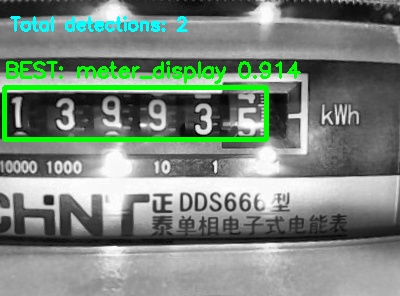 Total detections: 2
BEST: meter_display 0.914
1 3 9 9 3 5 kWh
10000 1000 10 1
CHNT 正泰 DDS666型
单相电子式电能表